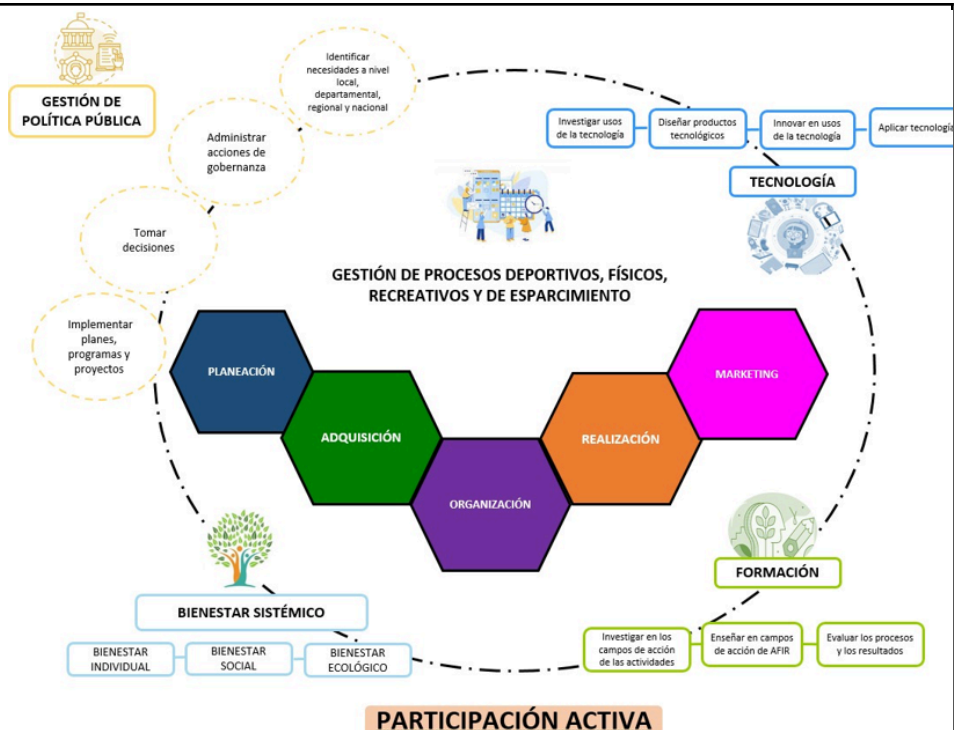 GESTIÓN DE
POLÍTICA PÚBLICA
Identificar
necesidades a nivel
local,
departamental,
regional y nacional
Administrar
acciones de
gobernanza
Tomar
decisiones
Implementar
planes,
programas y
proyectos
Investigar usos
de la tecnología
Diseñar productos
tecnológicos
Innovar en usos
de la tecnología
Aplicar tecnología
TECNOLOGÍA
GESTIÓN DE PROCESOS DEPORTIVOS, FÍSICOS,
RECREATIVOS Y DE ESPARCIMIENTO
PLANEACIÓN
ADQUISICIÓN
ORGANIZACIÓN
REALIZACIÓN
MARKETING
BIENESTAR SISTÉMICO
BIENESTAR
INDIVIDUAL
BIENESTAR
SOCIAL
BIENESTAR
ECOLÓGICO
FORMACIÓN
Investigar en los
campos de acción
de las actividades
Enseñar en campos
de acción de AFIR
Evaluar los procesos
y los resultados
PARTICIPACIÓN ACTIVA